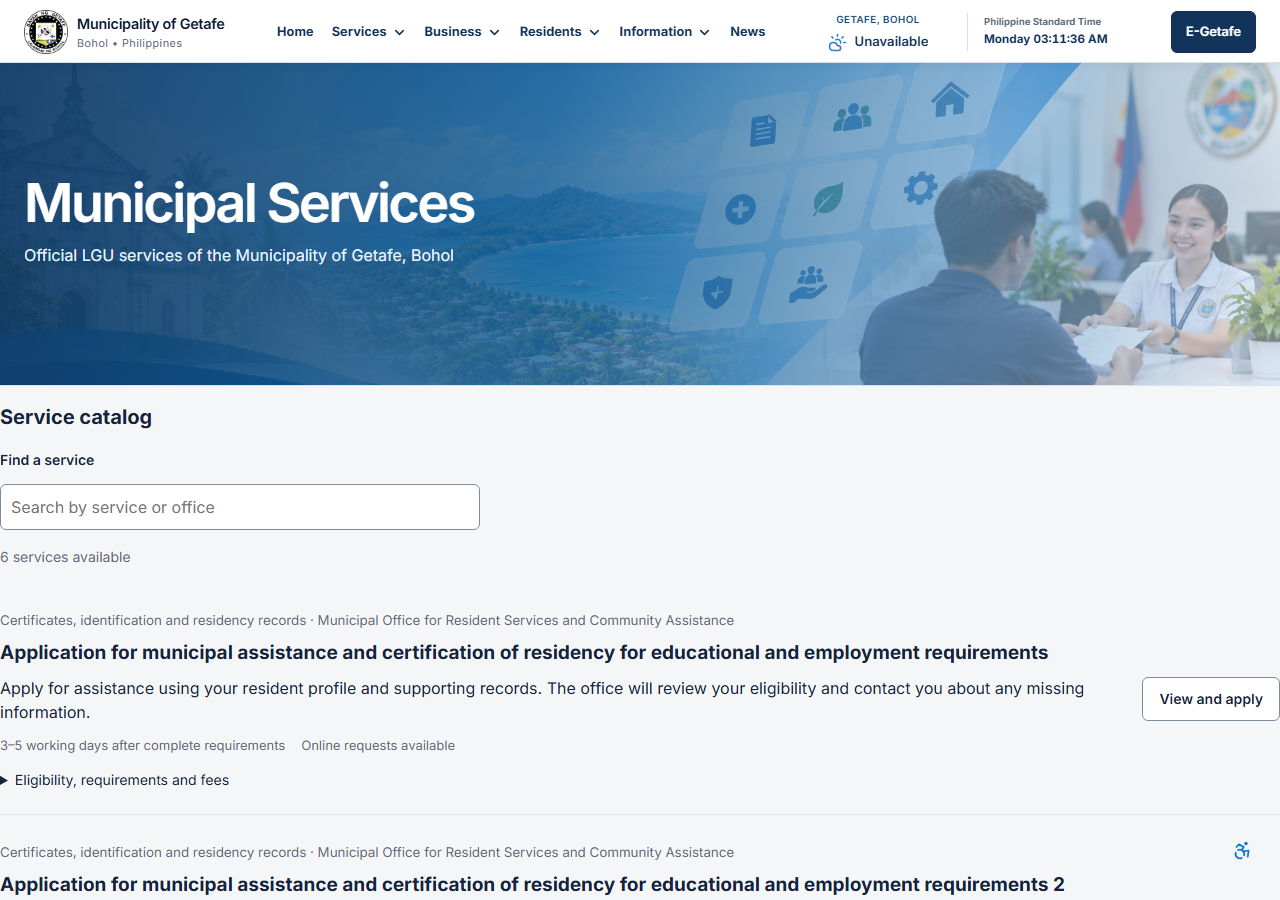 Municipality of Getafe
Bohol • Philippines
Home
Services
Business
Residents
Information
News
GETAFE, BOHOL
Unavailable
Philippine Standard Time
Monday 03:11:36 AM
E-Getafe
Municipal Services
Official LGU services of the Municipality of Getafe, Bohol
Service catalog
Find a service
Search by service or office
6 services available
Certificates, identification and residency records · Municipal Office for Resident Services and Community Assistance
Application for municipal assistance and certification of residency for educational and employment requirements
Apply for assistance using your resident profile and supporting records. The office will review your eligibility and contact you about any missing
information.
View and apply
3–5 working days after complete requirements
Online requests available
Eligibility, requirements and fees
Certificates, identification and residency records · Municipal Office for Resident Services and Community Assistance
Application for municipal assistance and certification of residency for educational and employment requirements 2